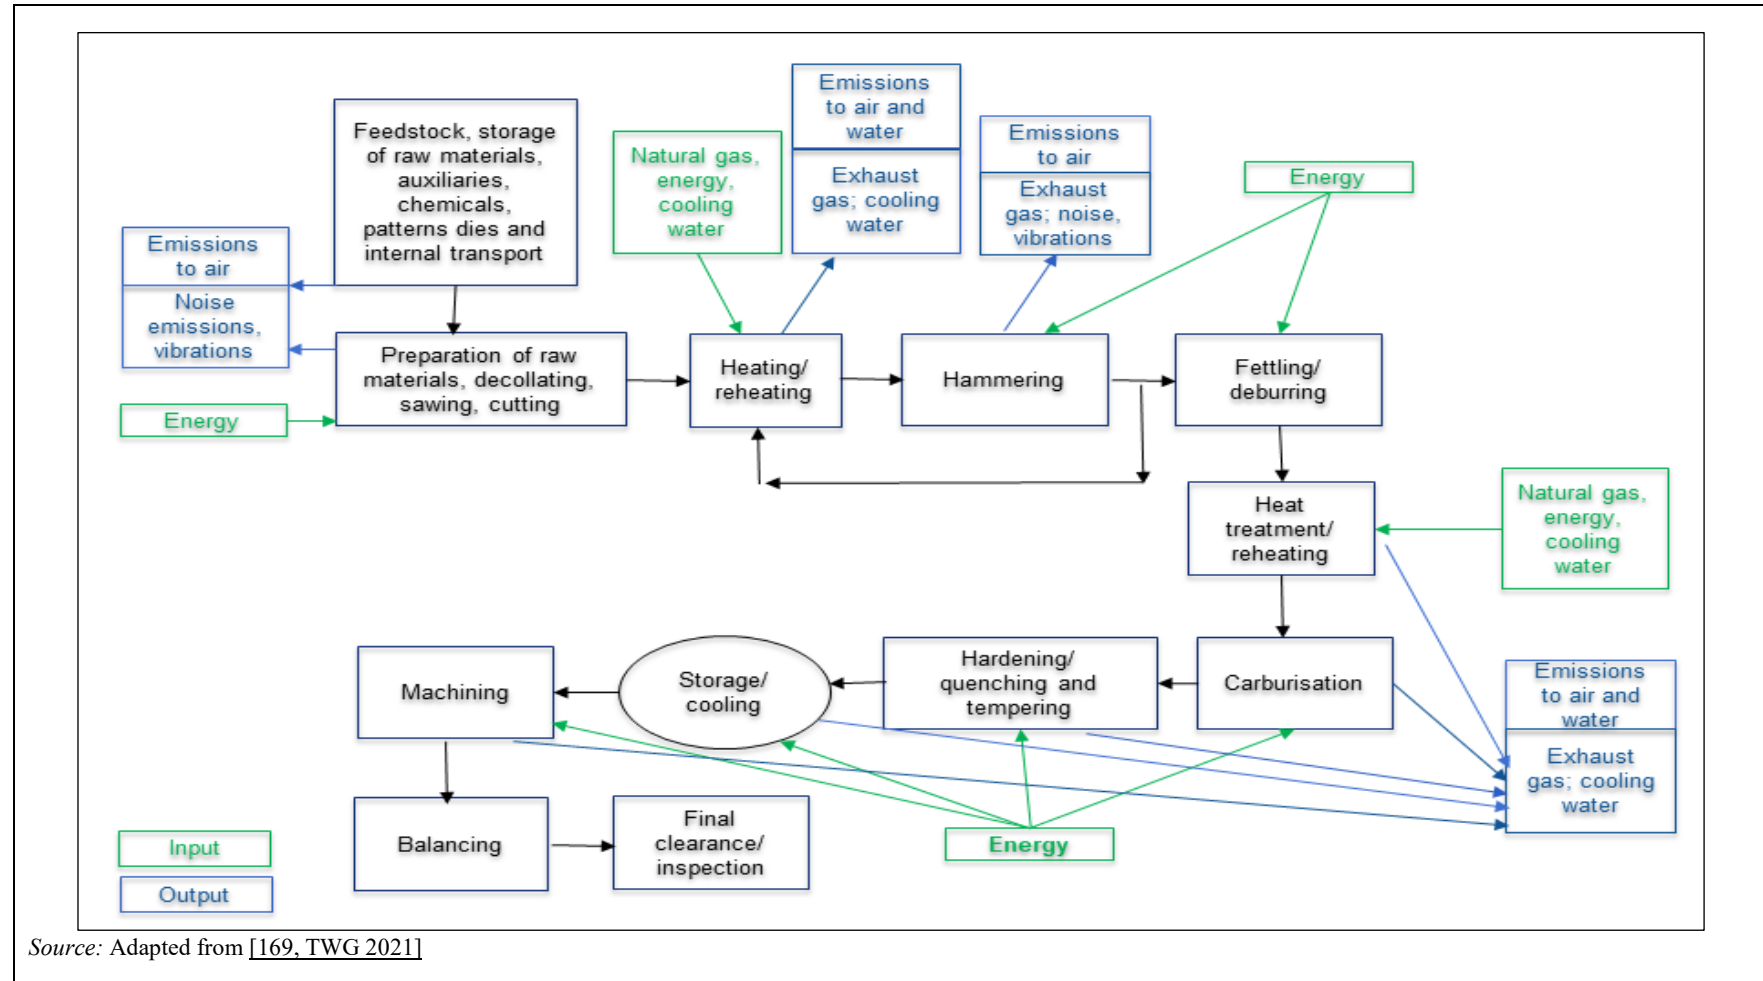 Emissions
to air and
water
Exhaust
gas; cooling
water
Feedstock, storage
of raw materials,
auxiliaries,
chemicals,
patterns dies and
internal transport
Natural gas,
energy,
cooling
water
Emissions
to air
Exhaust
gas; noise,
vibrations
Energy
Emissions
to air
Noise
emissions,
vibrations
Energy
Preparation of raw
materials, decollating,
sawing, cutting
Heating/
reheating
Hammering
Fettling/
deburring
Heat
treatment/
reheating
Natural gas,
energy,
cooling
water
Machining
Storage/
cooling
Hardening/
quenching and
tempering
Carburisation
Emissions
to air and
water
Exhaust
gas; cooling
water
Balancing
Final
clearance/
inspection
Energy
Input
Output
Source: Adapted from [169, TWG 2021]